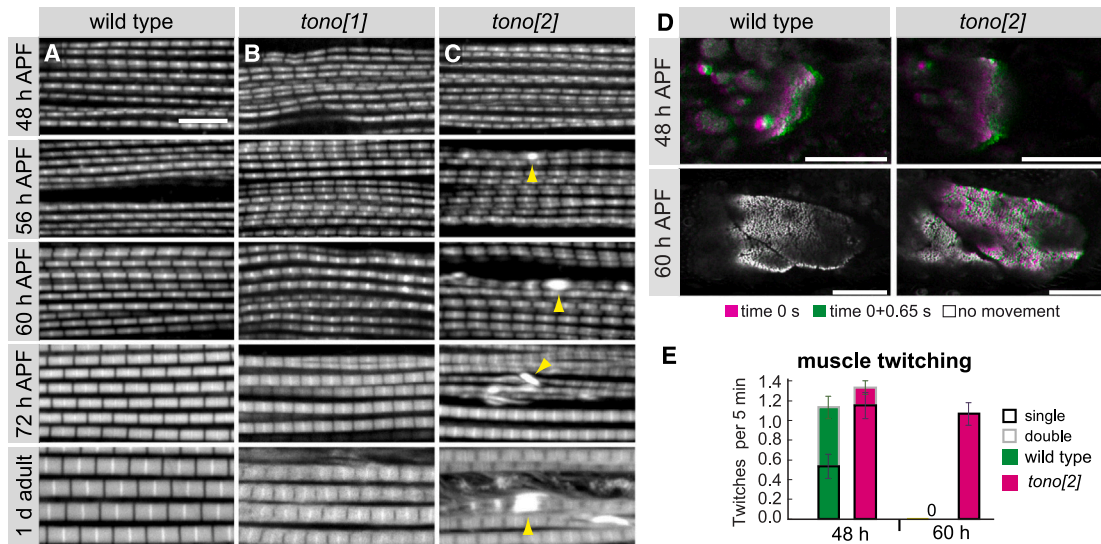 wild type tono[1] tono[2]
A B C
48 h APF
56 h APF
60 h APF
72 h APF
1 d adult
D wild type tono[2]
48 h APF
60 h APF
time 0 s time 0+0.65 s no movement
E
muscle twitching
Twitches per 5 min
1.4
1.2
1.0
0.8
0.6
0.4
0.2
0.0
0
48 h 60 h
single
double
wild type
tono[2]